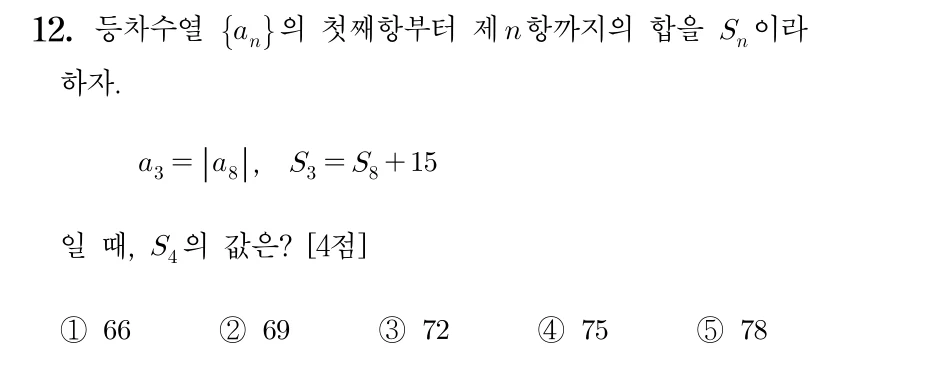 12. 등차수열 {aₙ}의 첫째항부터 제n항까지의 합을 Sₙ이라
하자.
a₃ = |a₈|, S₃ = S₈ + 15
일 때, S₄의 값은? [4점]
① 66 ② 69 ③ 72 ④ 75 ⑤ 78